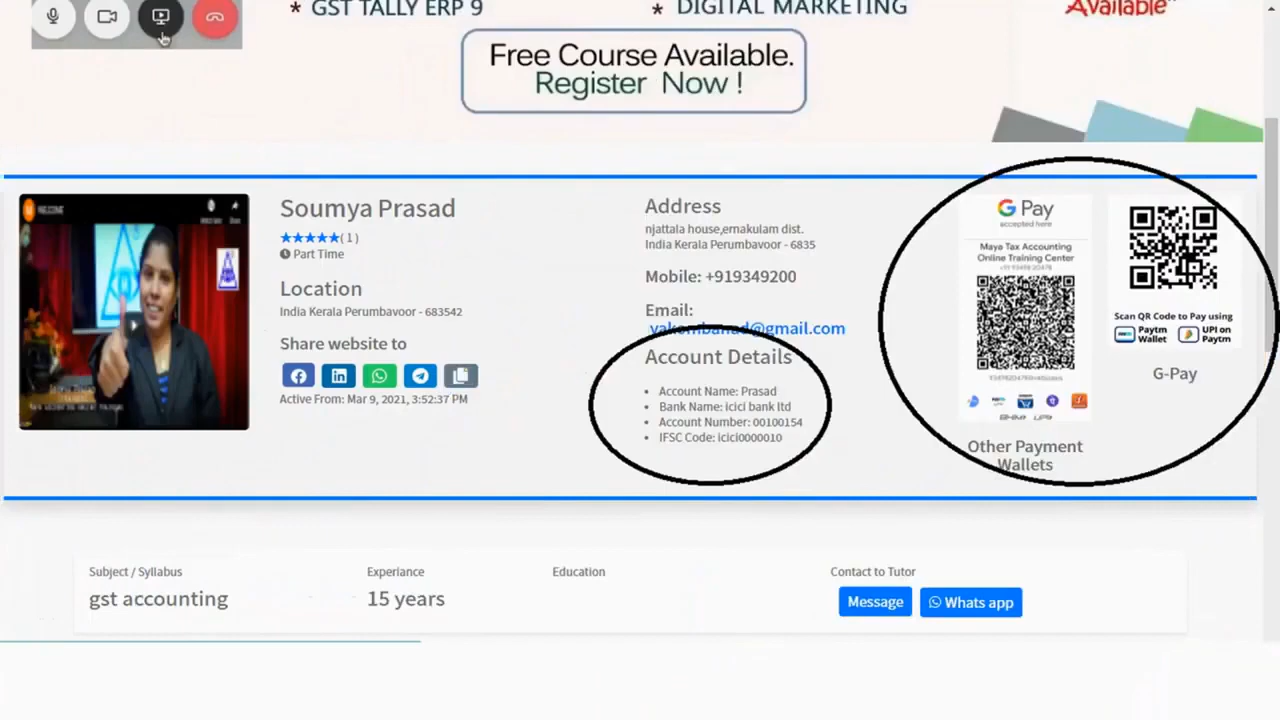 * GST TALLY ERP 9
* DIGITAL MARKETING
Available"
Free Course Available.
Register Now !
Soumya Prasad
( 1 )
Part Time
Location
India Kerala Perumbavoor - 683542
Share website to
Active From: Mar 9, 2021, 3:52:37 PM
Address
njattala house,ernakulam dist.
India Kerala Perumbavoor - 6835
Mobile: +919349200
Email:
Account Details
Account Name: Prasad
Bank Name: icici bank ltd
Account Number: 00100154
IFSC Code: icici0000010
G Pay
accepted here
Maya Tax Accounting
Online Training Center
Other Payment
Wallets
Scan QR Code to Pay using
Paytm
Wallet
UPI on
Paytm
G-Pay
Subject / Syllabus
gst accounting
Experiance
15 years
Education
Contact to Tutor
Message
Whats app